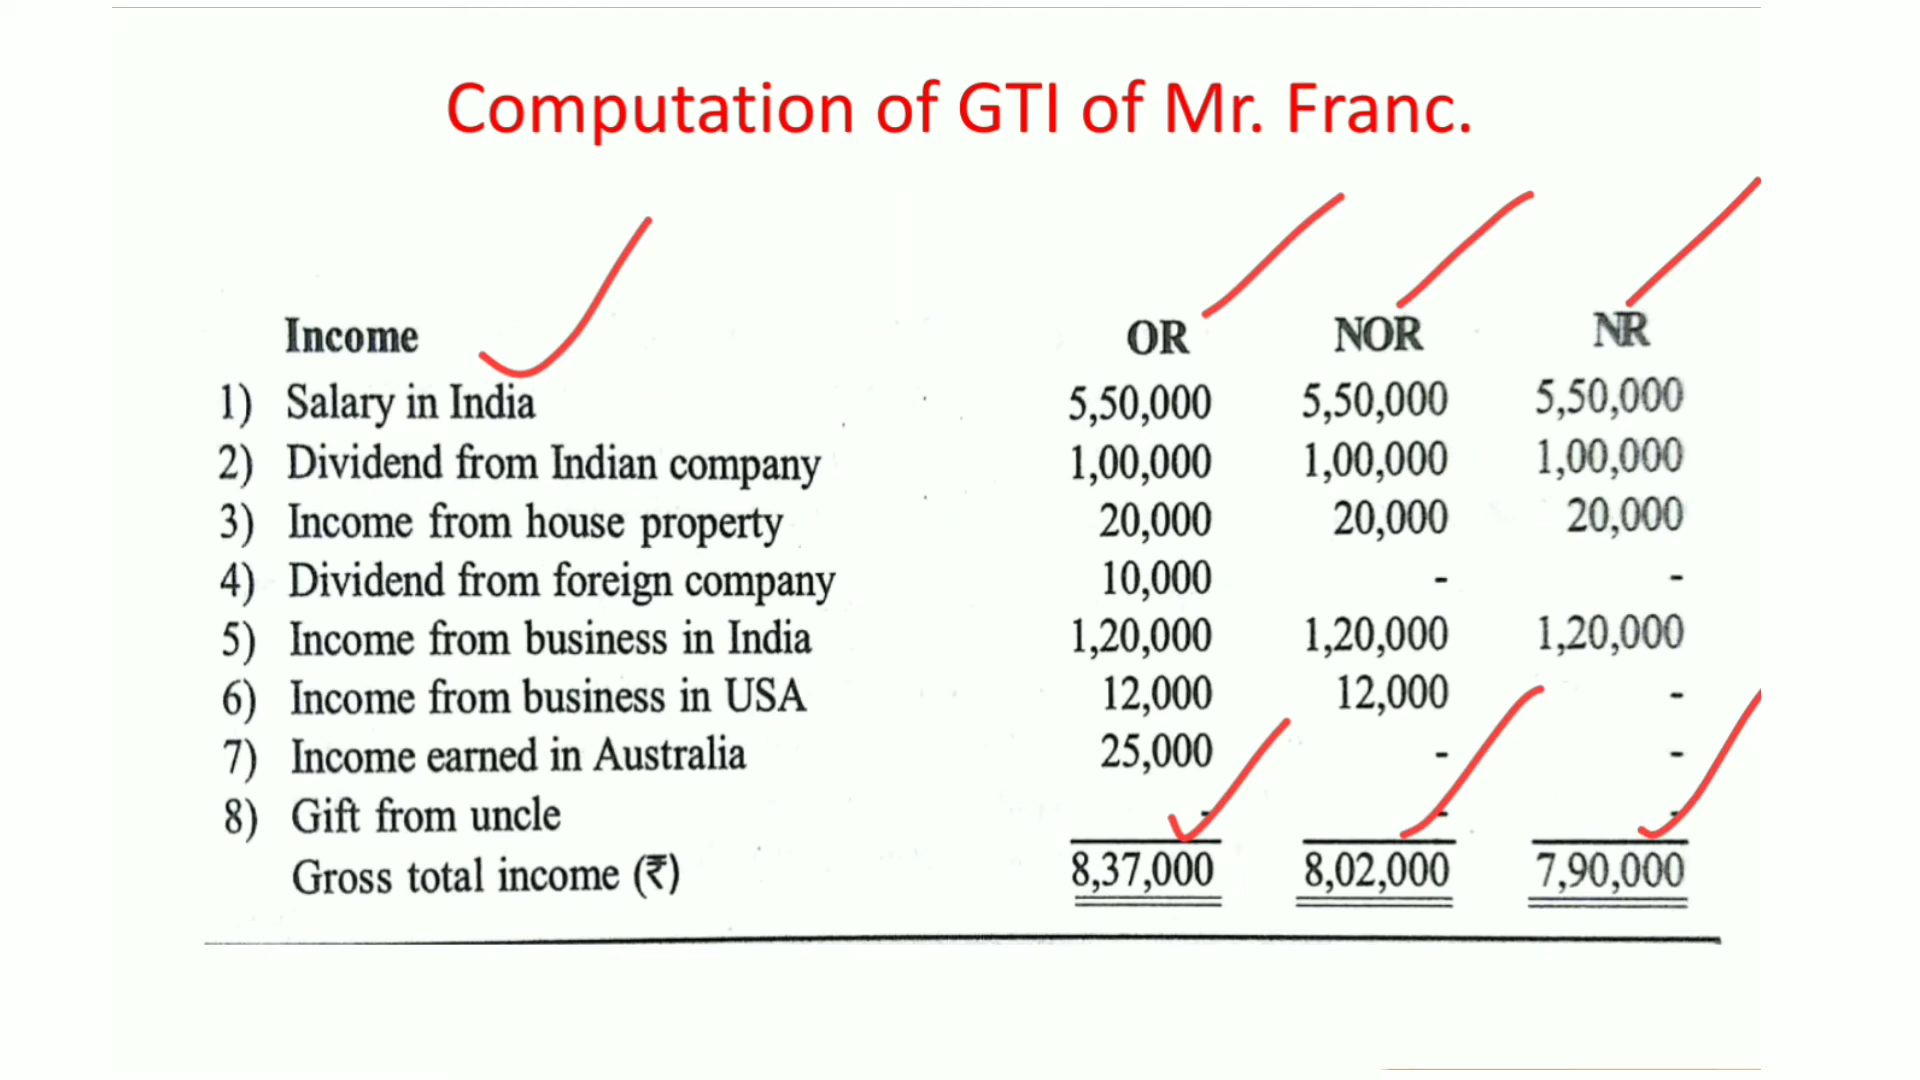 Computation of GTI of Mr. Franc.
Income OR NOR NR
1) Salary in India 5,50,000 5,50,000 5,50,000
2) Dividend from Indian company 1,00,000 1,00,000 1,00,000
3) Income from house property 20,000 20,000 20,000
4) Dividend from foreign company 10,000 - -
5) Income from business in India 1,20,000 1,20,000 1,20,000
6) Income from business in USA 12,000 12,000 -
7) Income earned in Australia 25,000 - -
8) Gift from uncle - - -
Gross total income (₹) 8,37,000 8,02,000 7,90,000